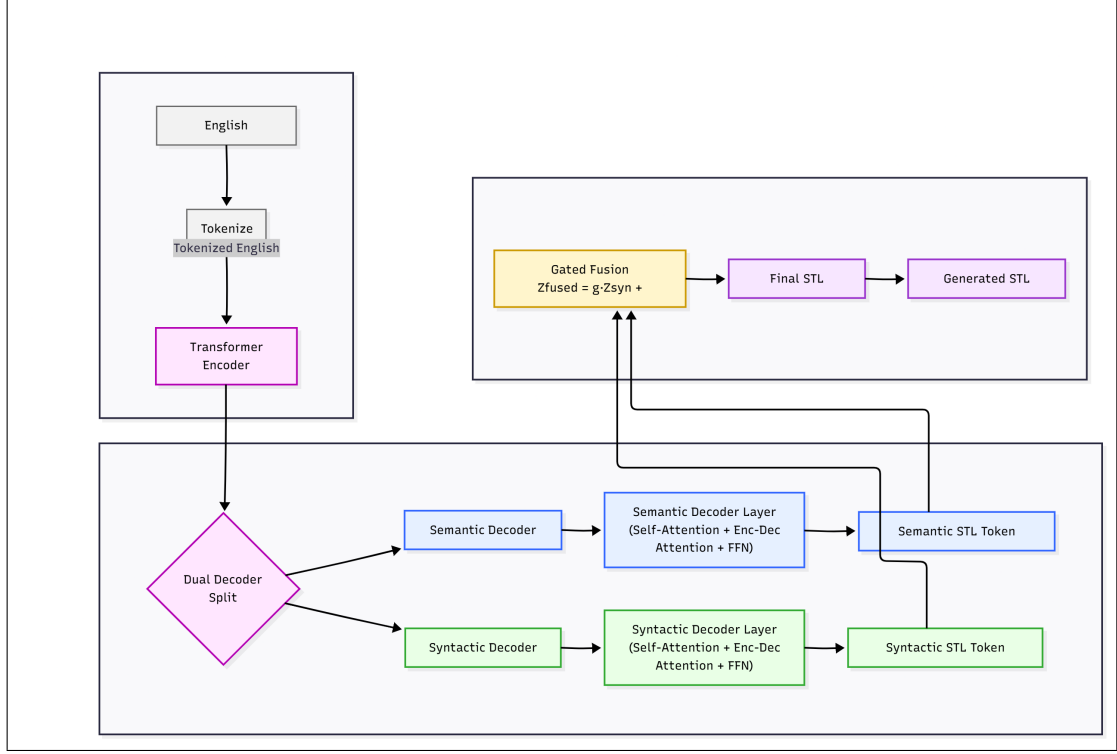 English
Tokenize
Tokenized English
Transformer
Encoder
Gated Fusion
Zfused = g·Zsyn +
Final STL
Generated STL
Dual Decoder
Split
Semantic Decoder
Semantic Decoder Layer
(Self-Attention + Enc-Dec
Attention + FFN)
Semantic STL Token
Syntactic Decoder
Syntactic Decoder Layer
(Self-Attention + Enc-Dec
Attention + FFN)
Syntactic STL Token